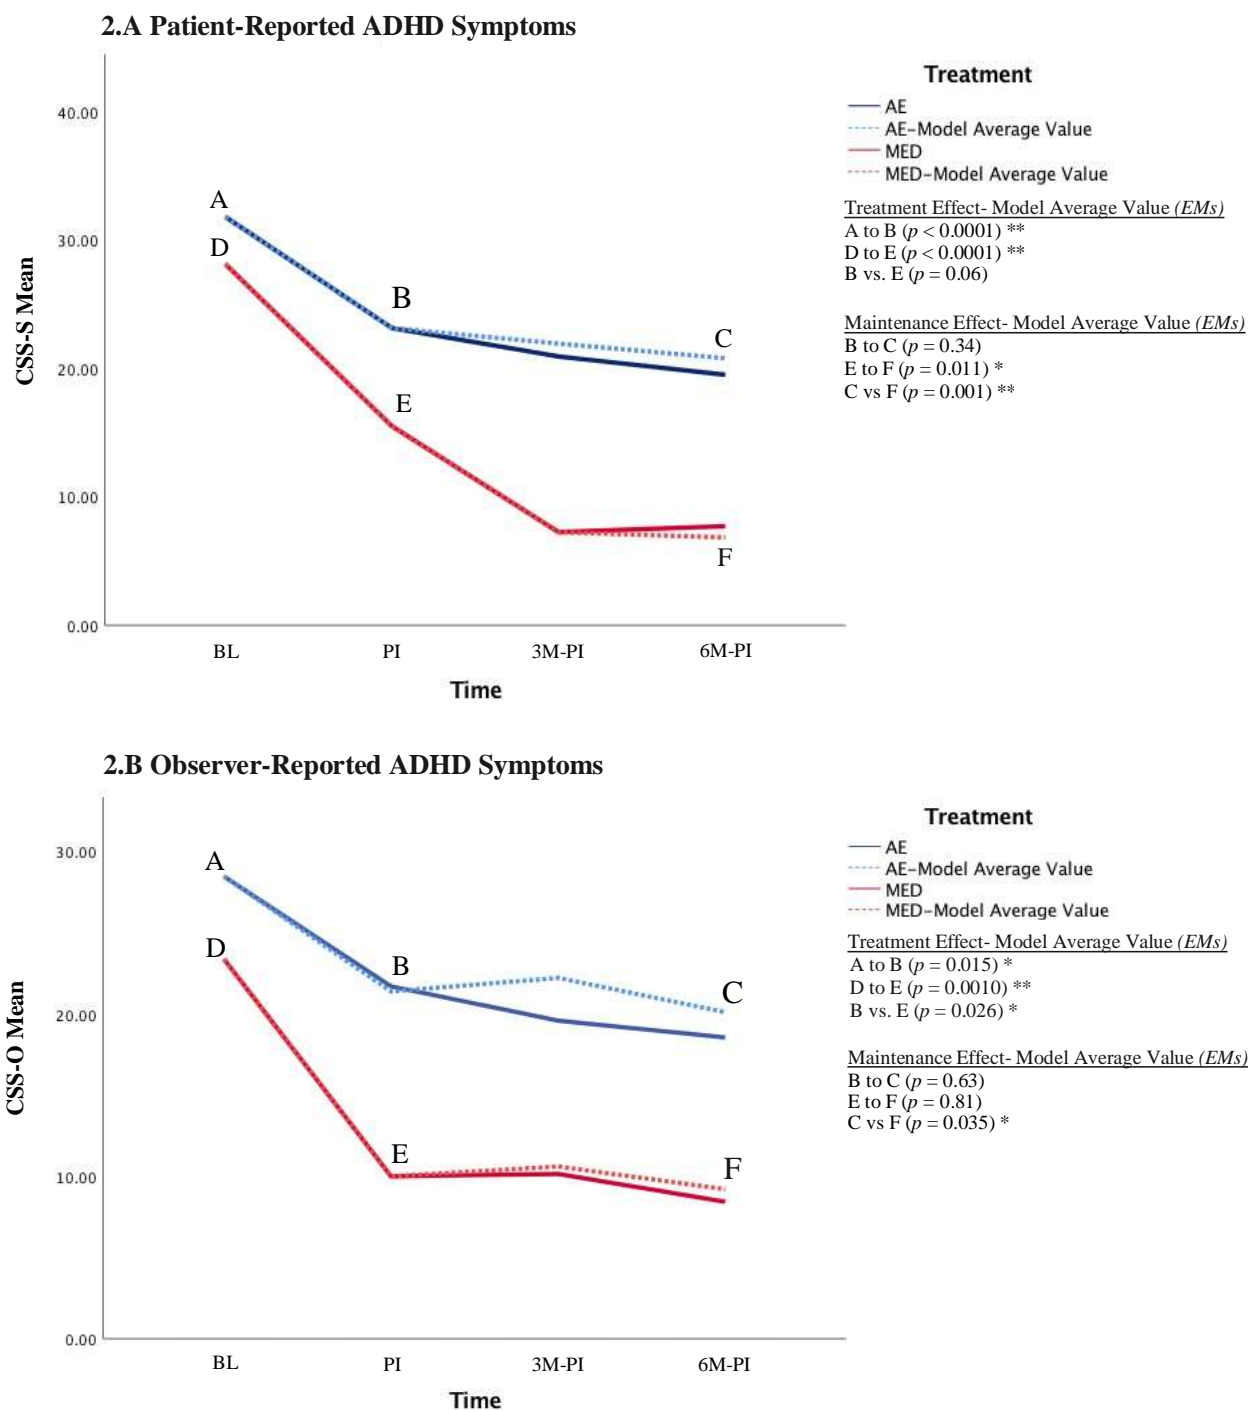 2.A Patient-Reported ADHD Symptoms
Treatment
AE
AE-Model Average Value
MED
MED-Model Average Value
Treatment Effect- Model Average Value (EMs)
A to B (p < 0.0001) **
D to E (p < 0.0001) **
B vs. E (p = 0.06)
Maintenance Effect- Model Average Value (EMs)
B to C (p = 0.34)
E to F (p = 0.011) *
C vs F (p = 0.001) **
CSS-S Mean
40.00
30.00
20.00
10.00
0.00
A
D
B
C
E
F
BL
PI
3M-PI
6M-PI
Time
2.B Observer-Reported ADHD Symptoms
Treatment
AE
AE-Model Average Value
MED
MED-Model Average Value
Treatment Effect- Model Average Value (EMs)
A to B (p = 0.015) *
D to E (p = 0.0010) **
B vs. E (p = 0.026) *
Maintenance Effect- Model Average Value (EMs)
B to C (p = 0.63)
E to F (p = 0.81)
C vs F (p = 0.035) *
CSS-O Mean
30.00
20.00
10.00
0.00
A
D
B
C
E
F
BL
PI
3M-PI
6M-PI
Time